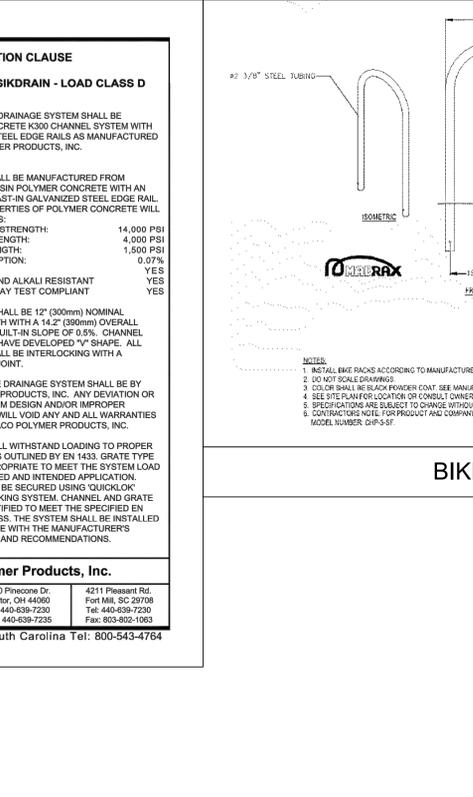 TION CLAUSE
SIKDRAIN - LOAD CLASS D
DRAINAGE SYSTEM SHALL BE
CRETE K300 CHANNEL SYSTEM WITH
TEEL EDGE RAILS AS MANUFACTURED
ER PRODUCTS, INC.
ALL BE MANUFACTURED FROM
SIN POLYMER CONCRETE WITH AN
AST-IN GALVANIZED STEEL EDGE RAIL.
ERTIES OF POLYMER CONCRETE WILL
S:
STRENGTH: 14,000 PSI
ENGTH: 4,000 PSI
NGTH: 1,500 PSI
PTION: 0.07%
YES
ND ALKALI RESISTANT YES
AY TEST COMPLIANT YES
HALL BE 12" (300mm) NOMINAL
TH WITH A 14.2" (390mm) OVERALL
UILT-IN SLOPE OF 0.5%. CHANNEL
HAVE DEVELOPED "V" SHAPE. ALL
LL BE INTERLOCKING WITH A
OINT.
E DRAINAGE SYSTEM SHALL BE BY
PRODUCTS, INC. ANY DEVIATION OR
M DESIGN AND/OR IMPROPER
WILL VOID ANY AND ALL WARRANTIES
CO POLYMER PRODUCTS, INC.
LL WITHSTAND LOADING TO PROPER
S OUTLINED BY EN 1433. GRATE TYPE
ROPRIATE TO MEET THE SYSTEM LOAD
ED AND INTENDED APPLICATION.
BE SECURED USING 'QUICKLOK'
KING SYSTEM. CHANNEL AND GRATE
TIFIED TO MEET THE SPECIFIED EN
SS. THE SYSTEM SHALL BE INSTALLED
E WITH THE MANUFACTURER'S
AND RECOMMENDATIONS.
mer Products, Inc.
0 Pinecone Dr.
tor, OH 44060
440-639-7230
440-639-7235
4211 Pleasant Rd.
Fort Mill, SC 29708
Tel: 440-639-7230
Fax: 803-802-1063
uth Carolina Tel: 800-543-4764
ø2 3/8" STEEL TUBING
ISOMETRIC
MADRAX
NOTES:
1. INSTALL BIKE RACKS ACCORDING TO MANUFACTURE
2. DO NOT SCALE DRAWINGS.
3. COLOR SHALL BE BLACK POWDER COAT. SEE MANU
4. SEE SITE PLAN FOR LOCATION OR CONSULT OWNER
5. SPECIFICATIONS ARE SUBJECT TO CHANGE WITHOU
6. CONTRACTORS NOTE: FOR PRODUCT AND COMPANY
MODEL NUMBER: CHP-3-SF.
BIK